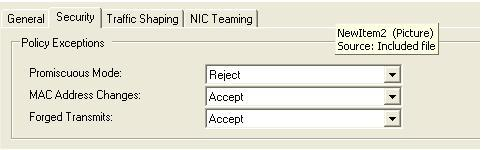 General Security Traffic Shaping NIC Teaming
NewItem2 (Picture)
Source: Included file
Policy Exceptions
Promiscuous Mode: Reject
MAC Address Changes: Accept
Forged Transmits: Accept